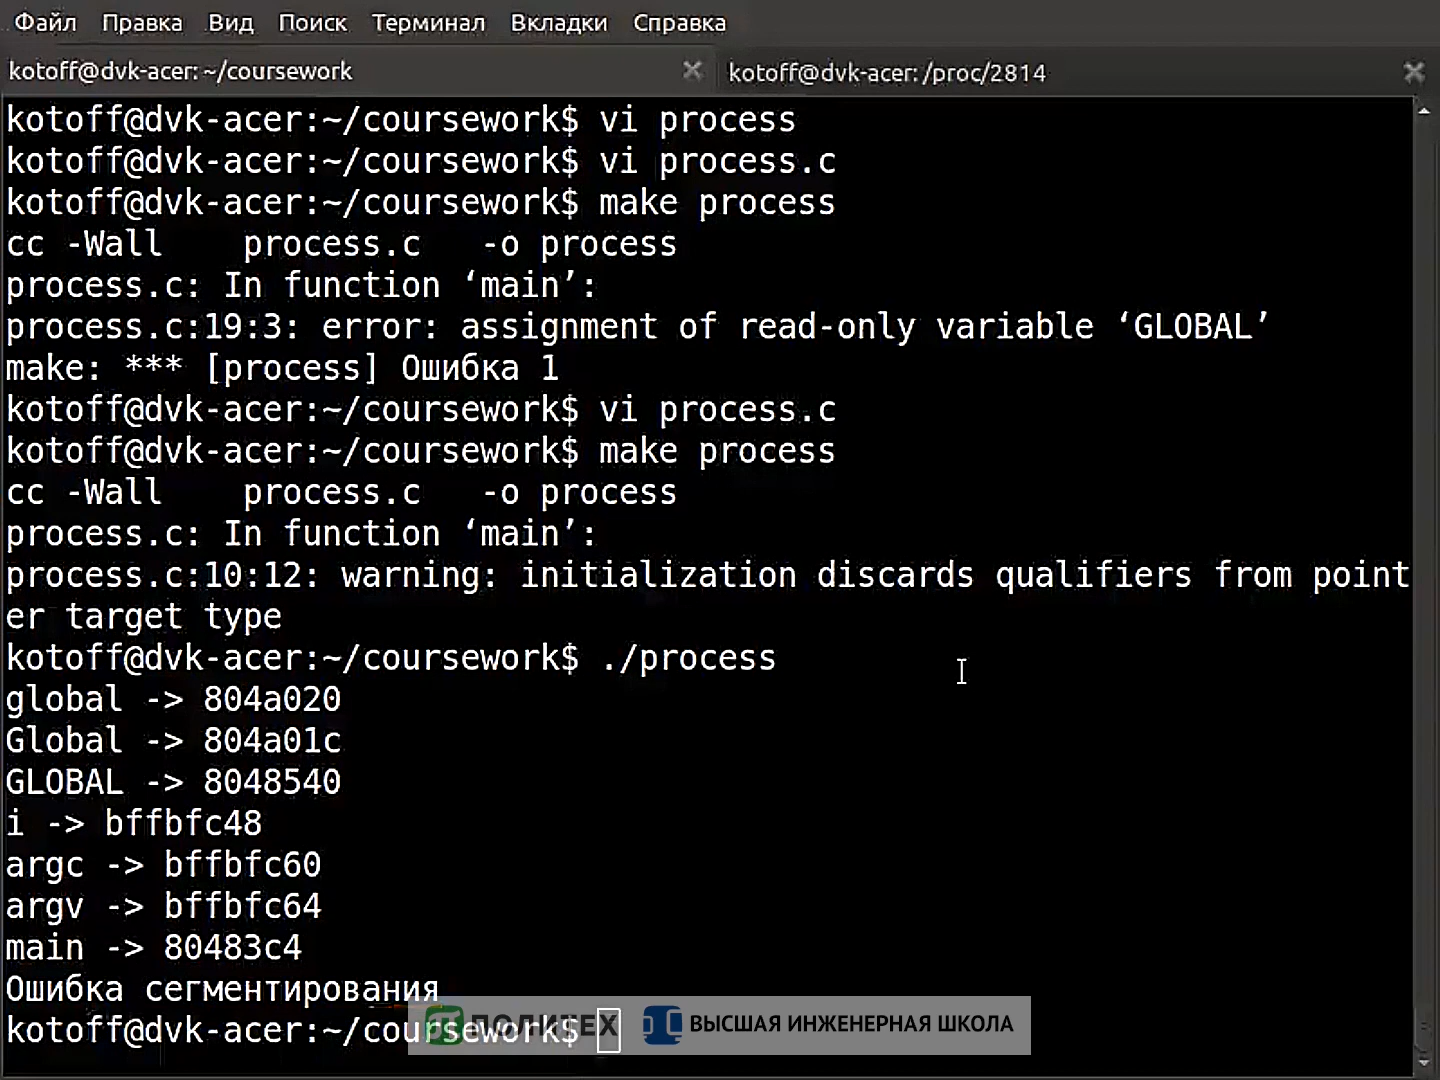 Файл Правка Вид Поиск Терминал Вкладки Справка
kotoff@dvk-acer: ~/coursework
kotoff@dvk-acer: /proc/2814
kotoff@dvk-acer:~/coursework$ vi process
kotoff@dvk-acer:~/coursework$ vi process.c
kotoff@dvk-acer:~/coursework$ make process
cc -Wall    process.c   -o process
process.c: In function ‘main’:
process.c:19:3: error: assignment of read-only variable ‘GLOBAL’
make: *** [process] Ошибка 1
kotoff@dvk-acer:~/coursework$ vi process.c
kotoff@dvk-acer:~/coursework$ make process
cc -Wall    process.c   -o process
process.c: In function ‘main’:
process.c:10:12: warning: initialization discards qualifiers from point
er target type
kotoff@dvk-acer:~/coursework$ ./process
global -> 804a020
Global -> 804a01c
GLOBAL -> 8048540
i -> bffbfc48
argc -> bffbfc60
argv -> bffbfc64
main -> 80483c4
Ошибка сегментирования
kotoff@dvk-acer:~/coursework$
ПОЛИТЕХ ВЫСШАЯ ИНЖЕНЕРНАЯ ШКОЛА